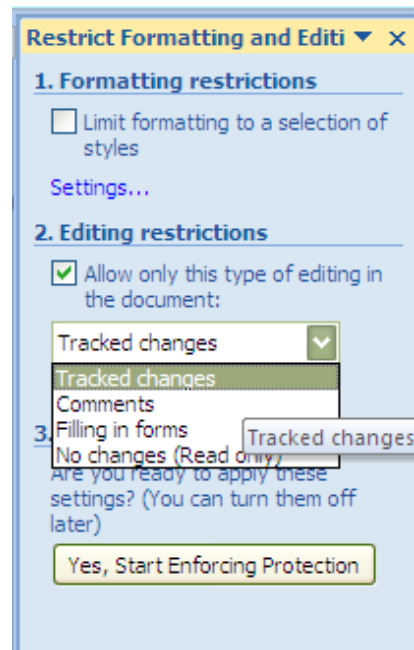 Restrict Formatting and Editi
1. Formatting restrictions
Limit formatting to a selection of
styles
Settings...
2. Editing restrictions
Allow only this type of editing in
the document:
Tracked changes
Tracked changes
Comments
Filling in forms
3.
Tracked changes
No changes (Read only)
Are you ready to apply these
settings? (You can turn them off
later)
Yes, Start Enforcing Protection